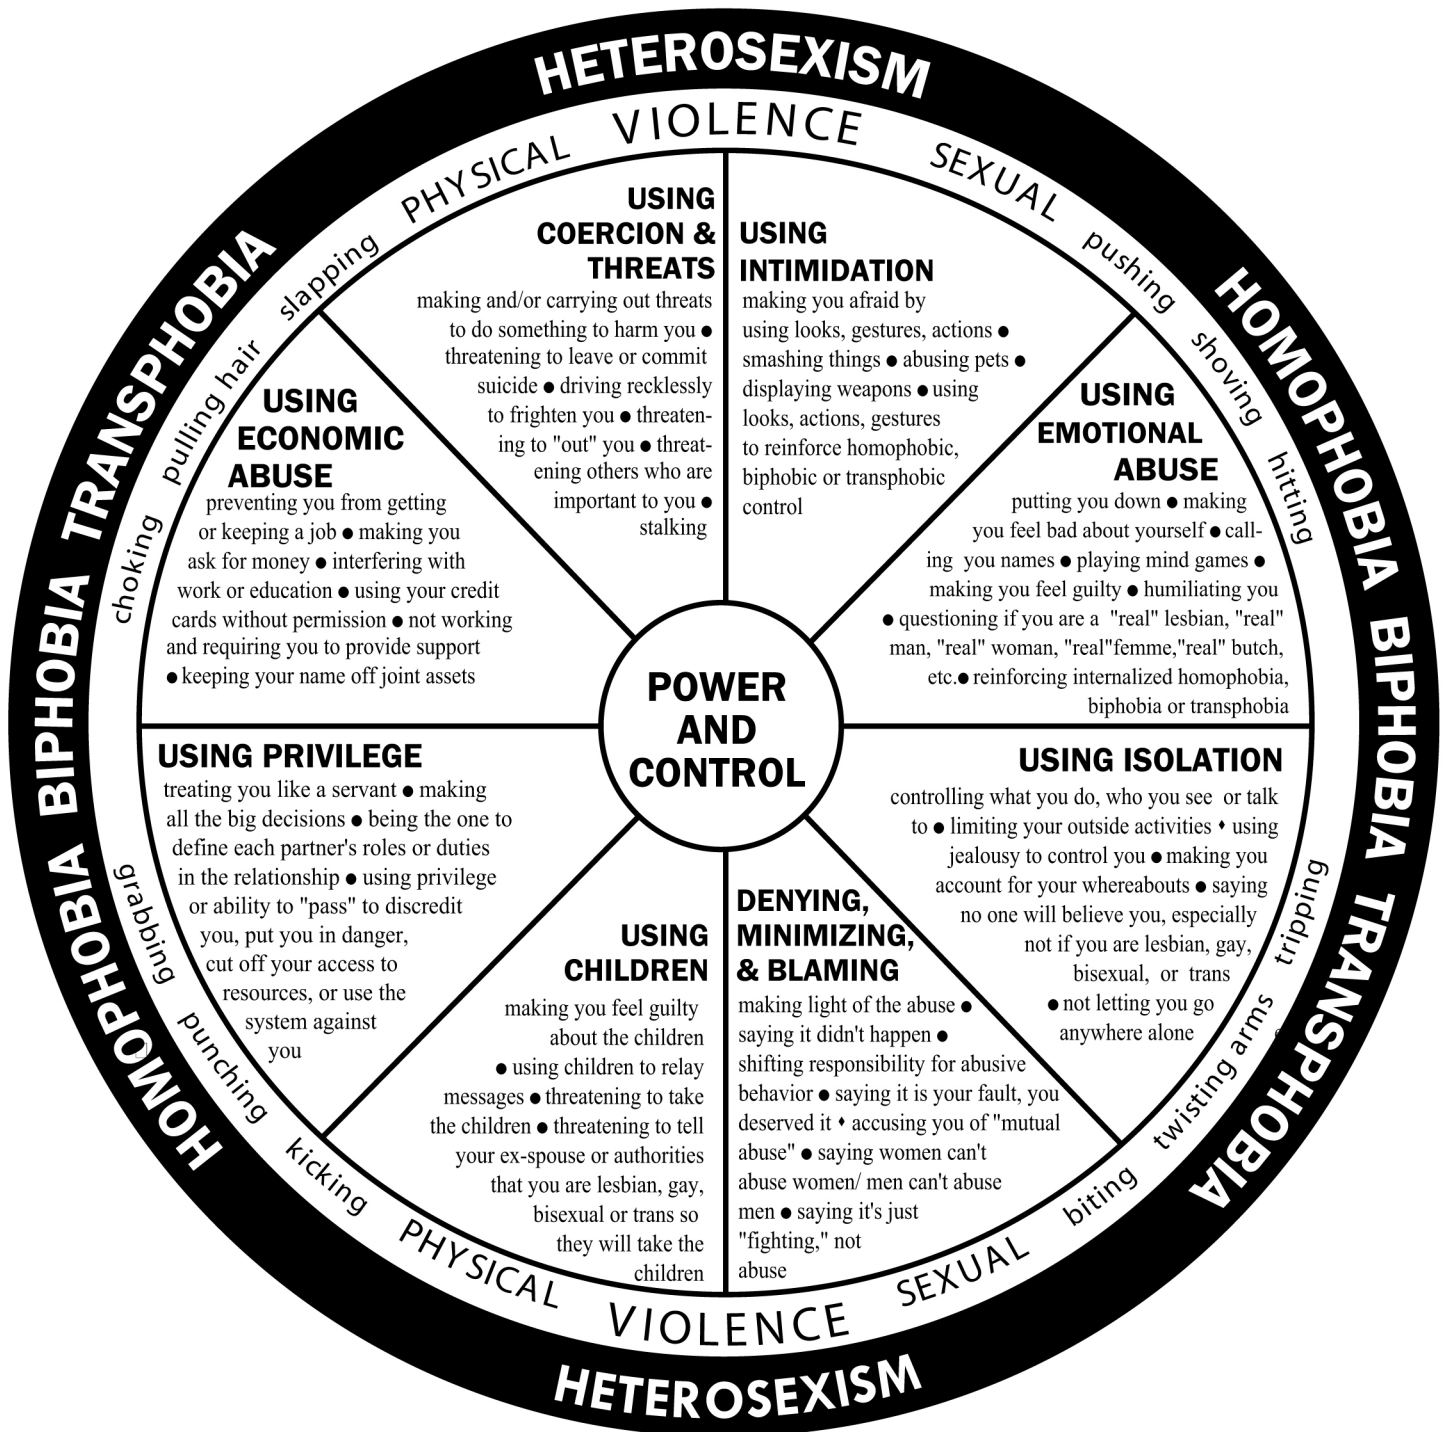 HETEROSEXISM
HOMOPHOBIA BIPHOBIA TRANSPHOBIA
HETEROSEXISM
HOMOPHOBIA BIPHOBIA TRANSPHOBIA
PHYSICAL VIOLENCE SEXUAL
pushing shoving hitting
tripping twisting arms biting
PHYSICAL VIOLENCE SEXUAL
kicking punching grabbing
choking pulling hair slapping
USING
COERCION &
THREATS
making and/or carrying out threats
to do something to harm you ●
threatening to leave or commit
suicide ● driving recklessly
to frighten you ● threaten-
ing to "out" you ● threat-
ening others who are
important to you ●
stalking
USING
INTIMIDATION
making you afraid by
using looks, gestures, actions ●
smashing things ● abusing pets ●
displaying weapons ● using
looks, actions, gestures
to reinforce homophobic,
biphobic or transphobic
control
USING
EMOTIONAL
ABUSE
putting you down ● making
you feel bad about yourself ● call-
ing you names ● playing mind games ●
making you feel guilty ● humiliating you
● questioning if you are a "real" lesbian, "real"
man, "real" woman, "real"femme,"real" butch,
etc.● reinforcing internalized homophobia,
biphobia or transphobia
USING ISOLATION
controlling what you do, who you see or talk
to ● limiting your outside activities ♦ using
jealousy to control you ● making you
account for your whereabouts ● saying
no one will believe you, especially
not if you are lesbian, gay,
bisexual, or trans
● not letting you go
anywhere alone
DENYING,
MINIMIZING,
& BLAMING
making light of the abuse ●
saying it didn't happen ●
shifting responsibility for abusive
behavior ● saying it is your fault, you
deserved it ♦ accusing you of "mutual
abuse" ● saying women can't
abuse women/ men can't abuse
men ● saying it's just
"fighting," not
abuse
USING
CHILDREN
making you feel guilty
about the children
● using children to relay
messages ● threatening to take
the children ● threatening to tell
your ex-spouse or authorities
that you are lesbian, gay,
bisexual or trans so
they will take the
children
USING PRIVILEGE
treating you like a servant ● making
all the big decisions ● being the one to
define each partner's roles or duties
in the relationship ● using privilege
or ability to "pass" to discredit
you, put you in danger,
cut off your access to
resources, or use the
system against
you
USING
ECONOMIC
ABUSE
preventing you from getting
or keeping a job ● making you
ask for money ● interfering with
work or education ● using your credit
cards without permission ● not working
and requiring you to provide support
● keeping your name off joint assets
POWER
AND
CONTROL